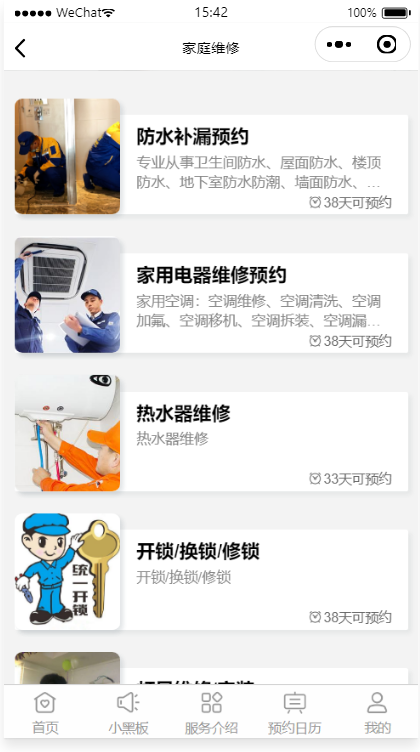 WeChat
15:42
100%
家庭维修
防水补漏预约
专业从事卫生间防水、屋面防水、楼顶
防水、地下室防水防潮、墙面防水、...
38天可预约
家用电器维修预约
家用空调：空调维修、空调清洗、空调
加氟、空调移机、空调拆装、空调漏...
38天可预约
热水器维修
热水器维修
33天可预约
统一开锁
开锁/换锁/修锁
开锁/换锁/修锁
38天可预约
首页
小黑板
服务介绍
预约日历
我的